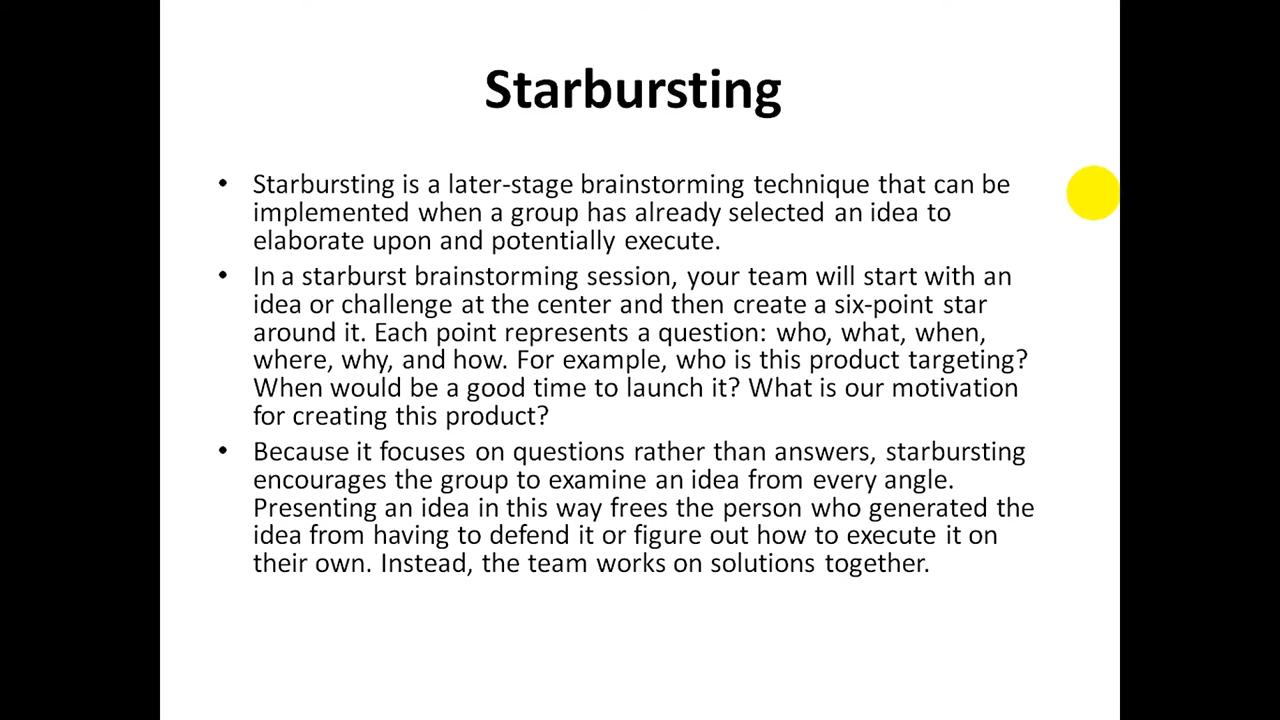 Starbursting
• Starbursting is a later-stage brainstorming technique that can be
implemented when a group has already selected an idea to
elaborate upon and potentially execute.
• In a starburst brainstorming session, your team will start with an
idea or challenge at the center and then create a six-point star
around it. Each point represents a question: who, what, when,
where, why, and how. For example, who is this product targeting?
When would be a good time to launch it? What is our motivation
for creating this product?
• Because it focuses on questions rather than answers, starbursting
encourages the group to examine an idea from every angle.
Presenting an idea in this way frees the person who generated the
idea from having to defend it or figure out how to execute it on
their own. Instead, the team works on solutions together.